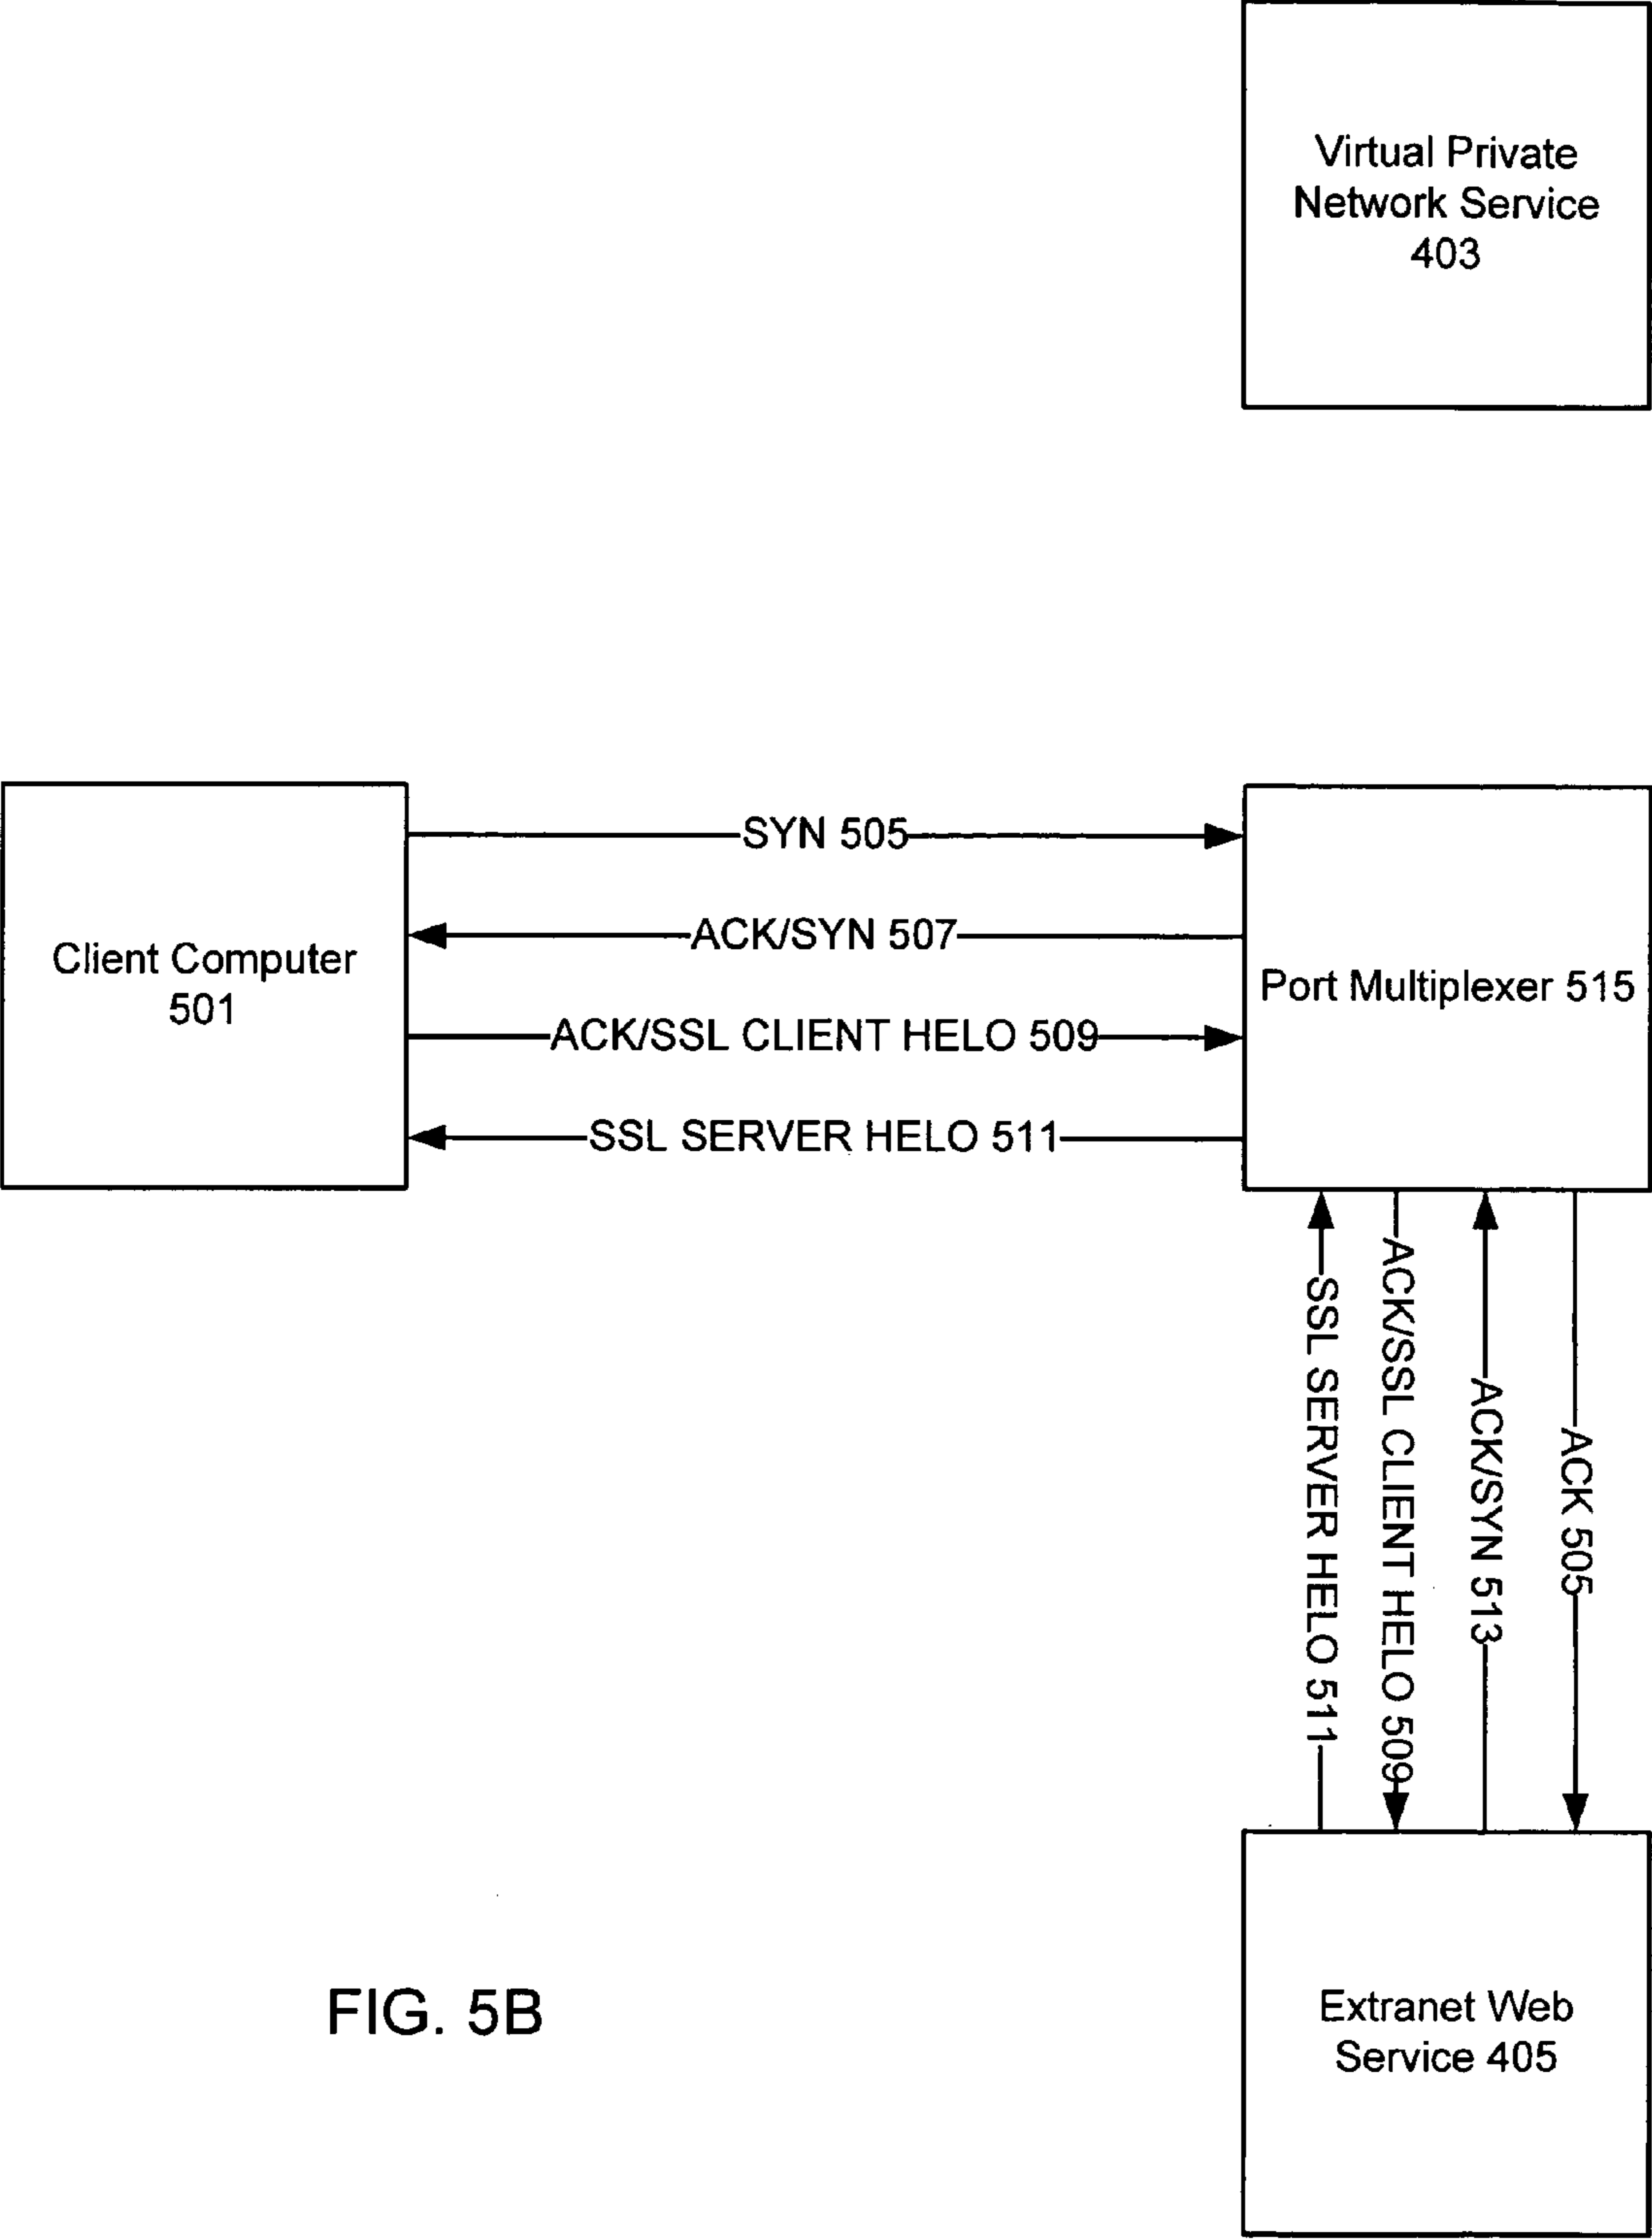 Virtual Private
Network Service
403
SYN 505
ACK/SYN 507
Client Computer
501
Port Multiplexer 515
ACK/SSL CLIENT HELO 509
SSL SERVER HELO 511
SSL SERVER HELO 511
ACK/SSL CLIENT HELO 509
ACK/SYN 513
ACK 505
Extranet Web
Service 405
FIG. 5B